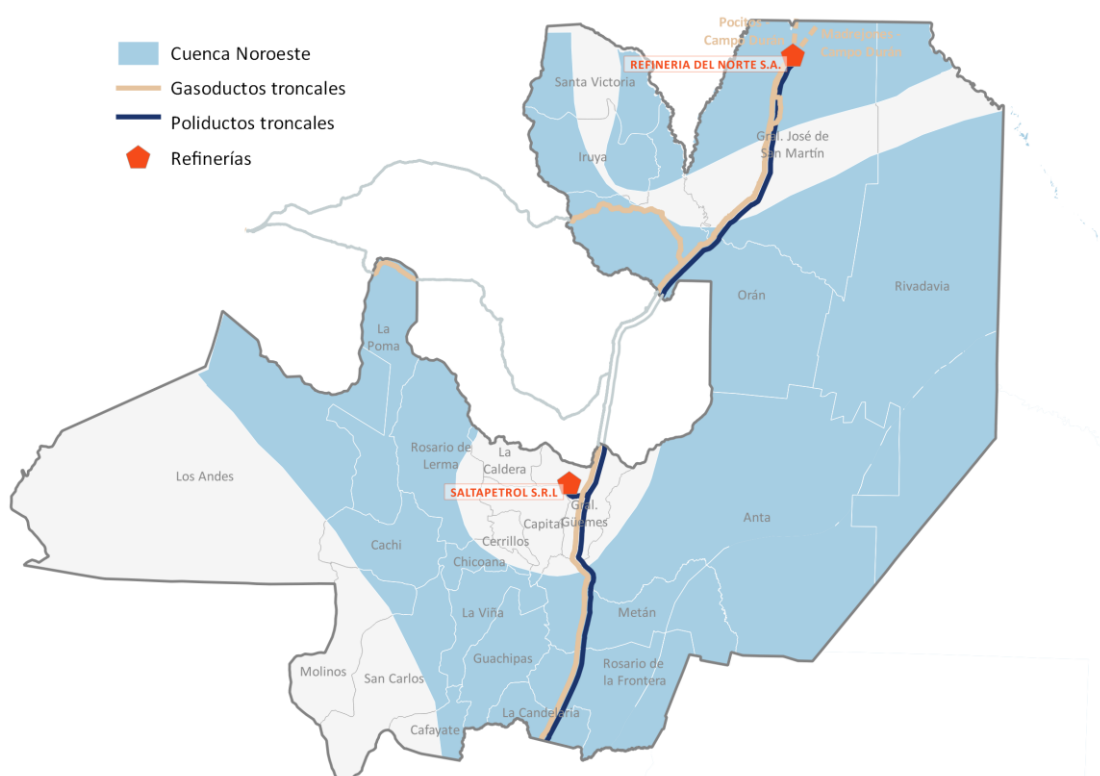 Cuenca Noroeste
Gasoductos troncales
Poliductos troncales
Refinerías
Pocitos
Campo Durán
Madrejones -
Campo Durán
REFINERIA DEL NORTE S.A.
Santa Victoria
Gral. José de
San Martín
Iruya
Orán
Rivadavia
La
Poma
Rosario de
Lerma
La
Caldera
Los Andes
SALTAPETROL S.R.L
Gral.
Güemes
Capital
Anta
Cerrillos
Cachi
Chicoana
La Viña
Metán
Guachipas
Rosario de
la Frontera
Molinos
San Carlos
La Candelaria
Cafayate